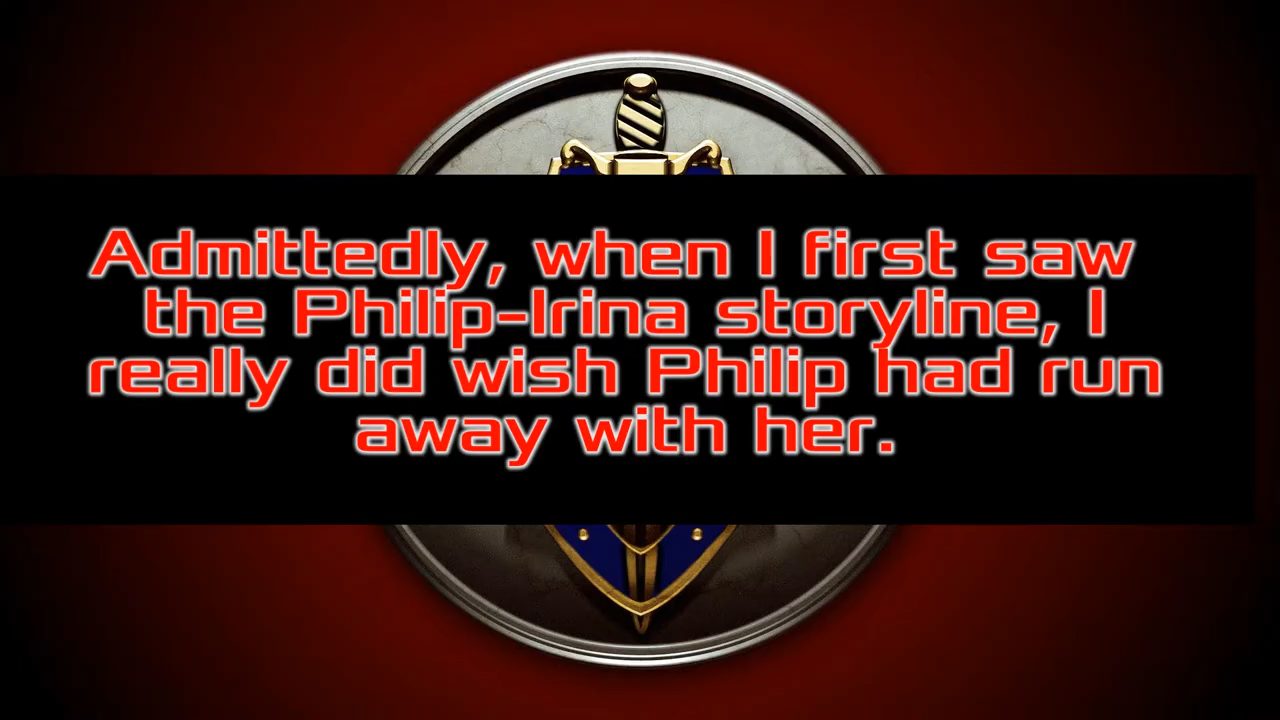 Admittedly, when I first saw
the Philip-Irina storyline, I
really did wish Philip had run
away with her.